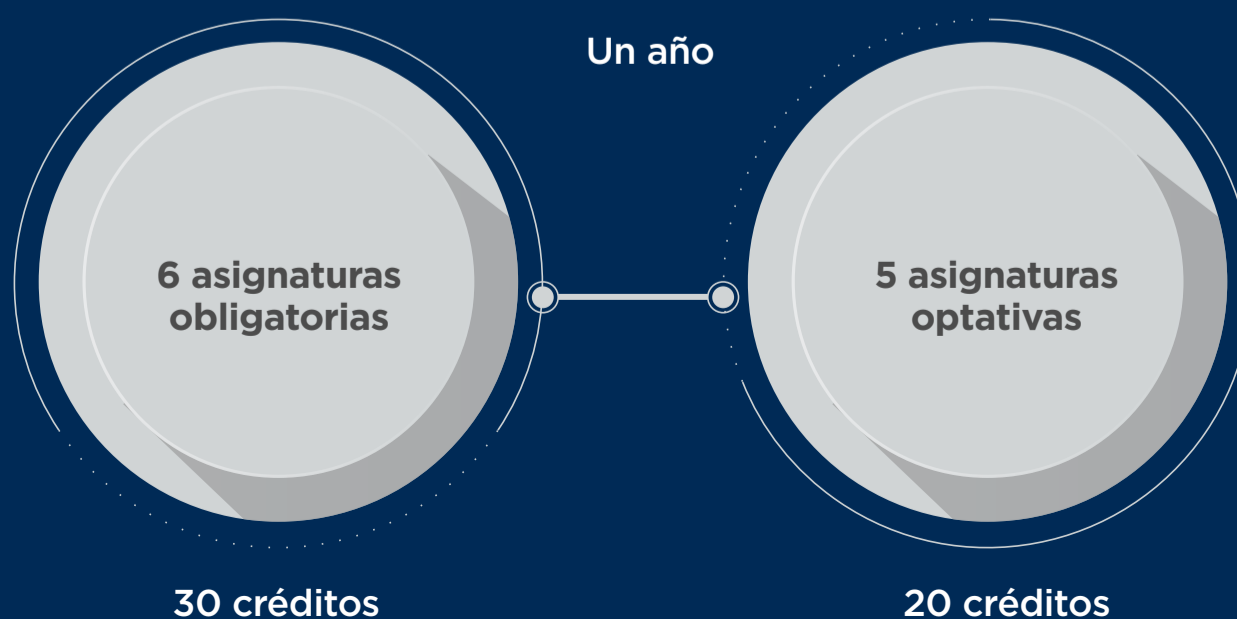 Un año
6 asignaturas
obligatorias
5 asignaturas
optativas
30 créditos
20 créditos